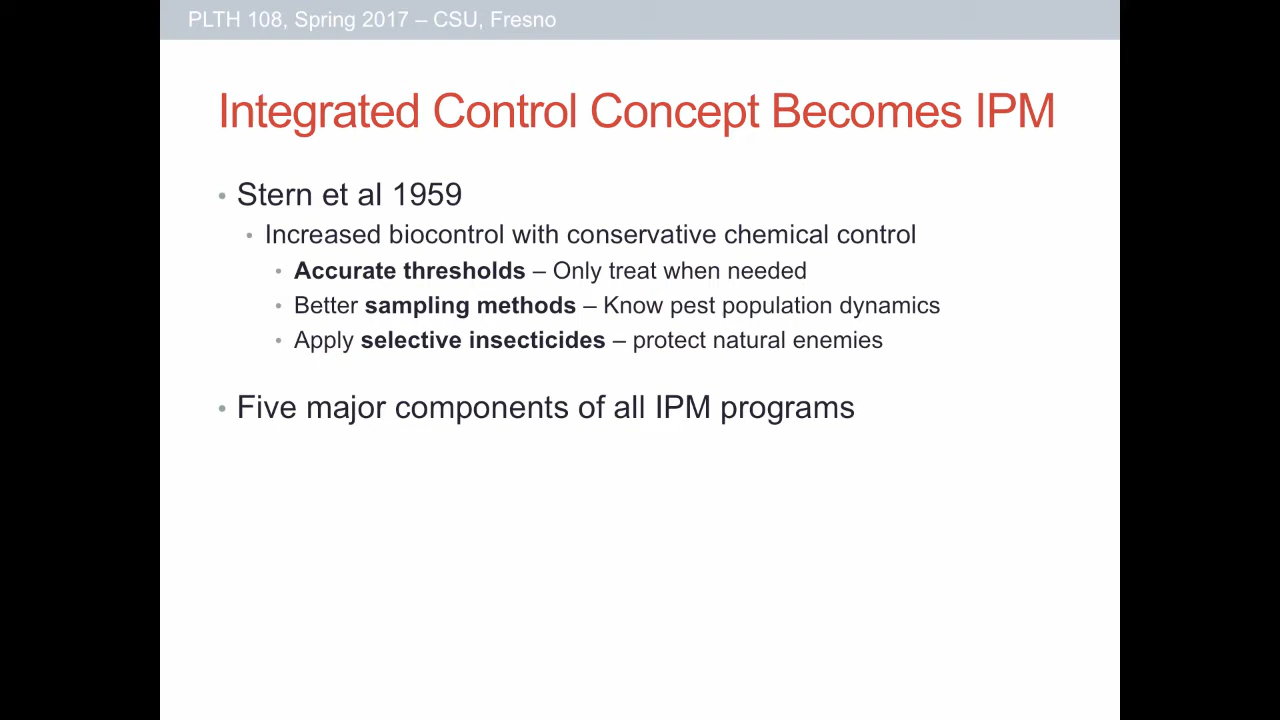 PLTH 108, Spring 2017 – CSU, Fresno
Integrated Control Concept Becomes IPM
• Stern et al 1959
• Increased biocontrol with conservative chemical control
• Accurate thresholds – Only treat when needed
• Better sampling methods – Know pest population dynamics
• Apply selective insecticides – protect natural enemies
• Five major components of all IPM programs